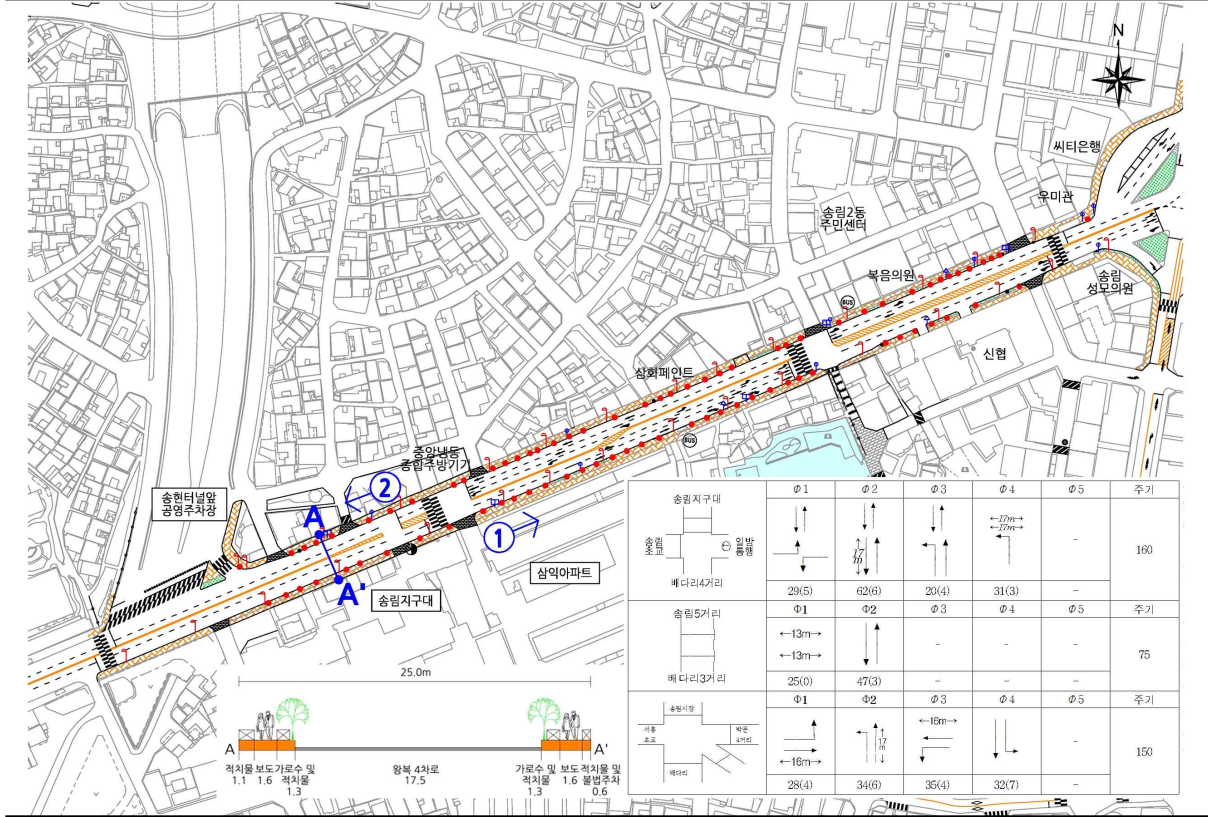 N
씨티은행
우미관
송림2동
주민센터
복음의원
송림
성모의원
BUS
신협
삼화페인트
BUS
중앙냉동
종합주방기기
송현터널앞
공영주차장
②
A
①
A'
삼익아파트
송림지구대
25.0m
A
A'
적치물
1.1
보도
1.6
가로수 및
적치물
1.3
왕복 4차로
17.5
가로수 및
적치물
1.3
보도
1.6
적치물 및
불법주차
0.6
송림지구대
송림
초교
일방
통행
배다리4거리
Φ1 Φ2 Φ3 Φ4 Φ5 주기
17m
←17m→
←17m→
- 160
29(5) 62(6) 20(4) 31(3) -
송림5거리
배다리3거리
Φ1 Φ2 Φ3 Φ4 Φ5 주기
←13m→
←13m→
- - - 75
25(0) 47(3) - - -
송림시장
서흥
초교
박문
4거리
배다리
Φ1 Φ2 Φ3 Φ4 Φ5 주기
←16m→
17m
←16m→
- 150
28(4) 34(6) 35(4) 32(7) -